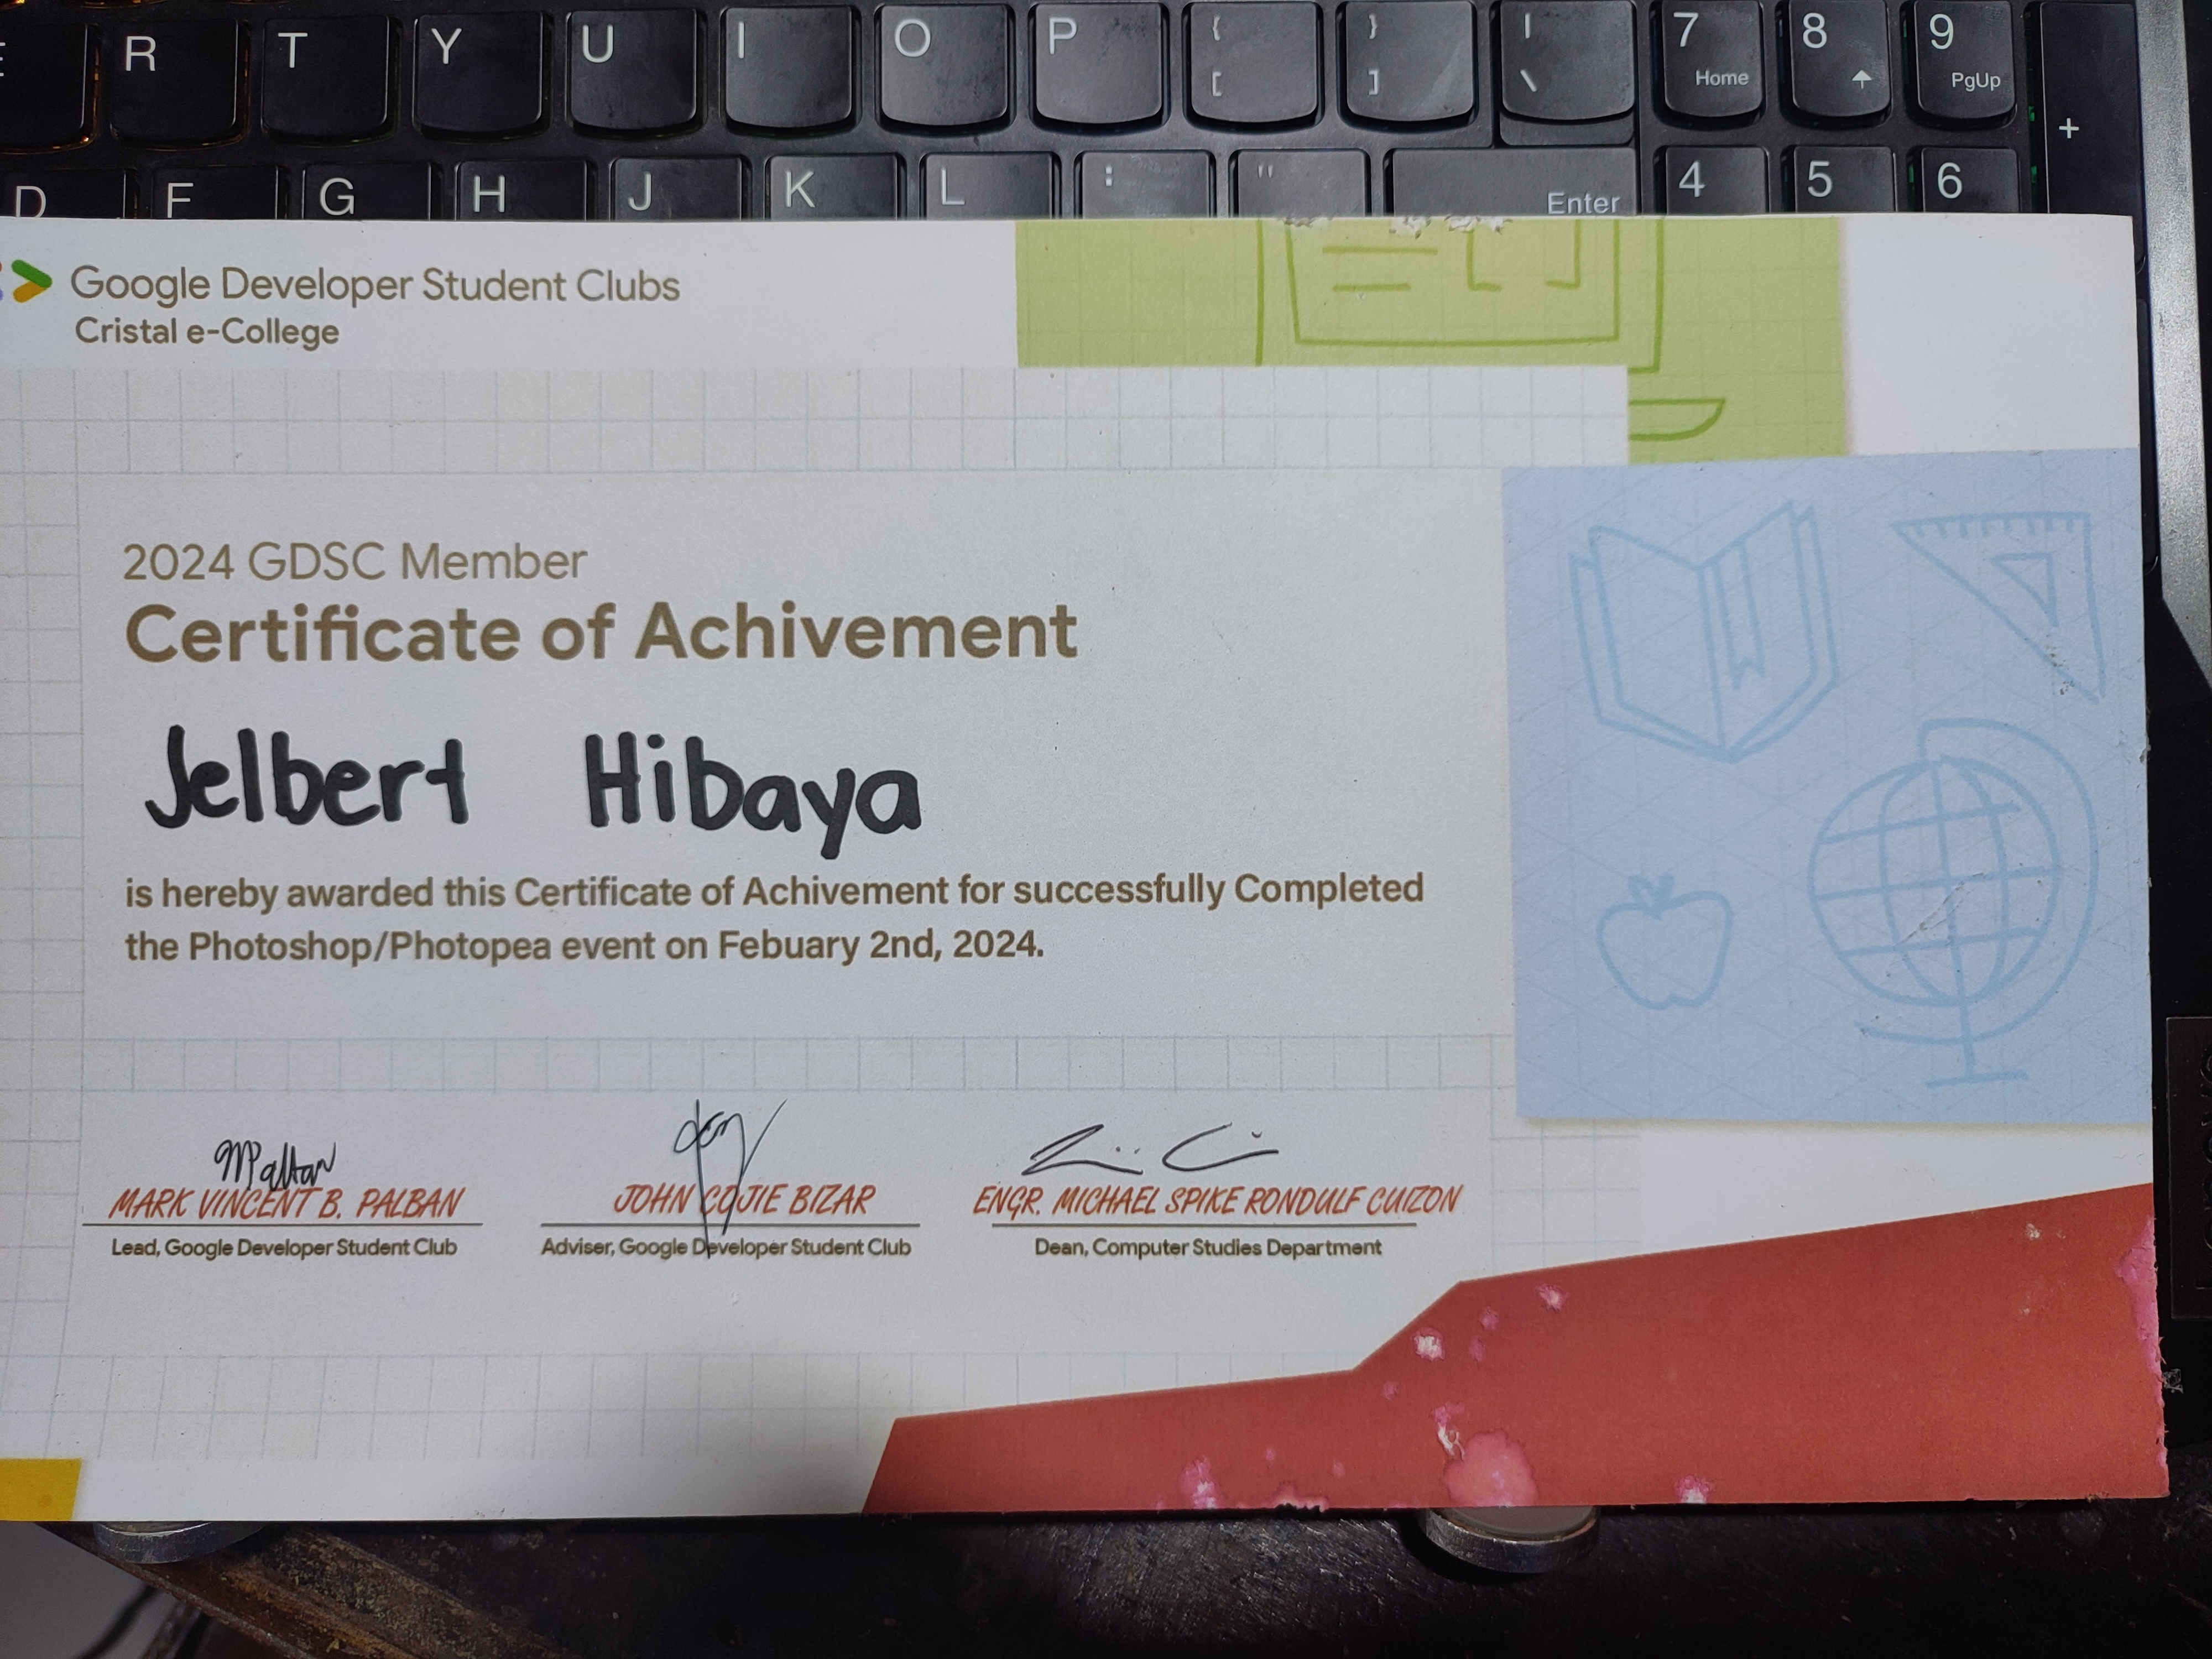 R T Y U I O P { [ } ] | \ 7 Home 8 9 PgUp +
D F G H J K L : " Enter 4 5 6
Google Developer Student Clubs
Cristal e-College
2024 GDSC Member
Certificate of Achivement
Jelbert Hibaya
is hereby awarded this Certificate of Achivement for successfully Completed
the Photoshop/Photopea event on Febuary 2nd, 2024.
MPalban
MARK VINCENT B. PALBAN JOHN COJIE BIZAR ENGR. MICHAEL SPIKE RONDULF CUIZON
Lead, Google Developer Student Club Adviser, Google Developer Student Club Dean, Computer Studies Department